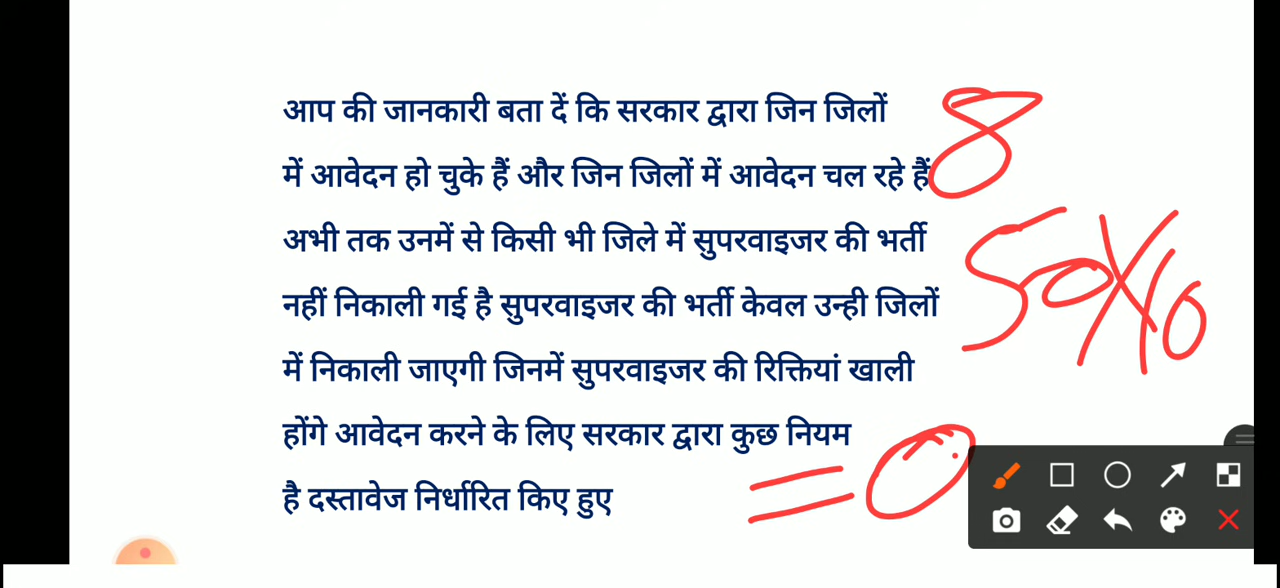 आप की जानकारी बता दें कि सरकार द्वारा जिन जिलों
में आवेदन हो चुके हैं और जिन जिलों में आवेदन चल रहे हैं
अभी तक उनमें से किसी भी जिले में सुपरवाइजर की भर्ती
नहीं निकाली गई है सुपरवाइजर की भर्ती केवल उन्ही जिलों
में निकाली जाएगी जिनमें सुपरवाइजर की रिक्तियां खाली
होंगे आवेदन करने के लिए सरकार द्वारा कुछ नियम
है दस्तावेज निर्धारित किए हुए
8
= 0